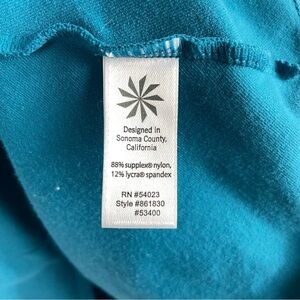 Designed in
Sonoma County,
California
88% supplex® nylon,
12% lycra® spandex
RN #54023
Style #861830
#53400